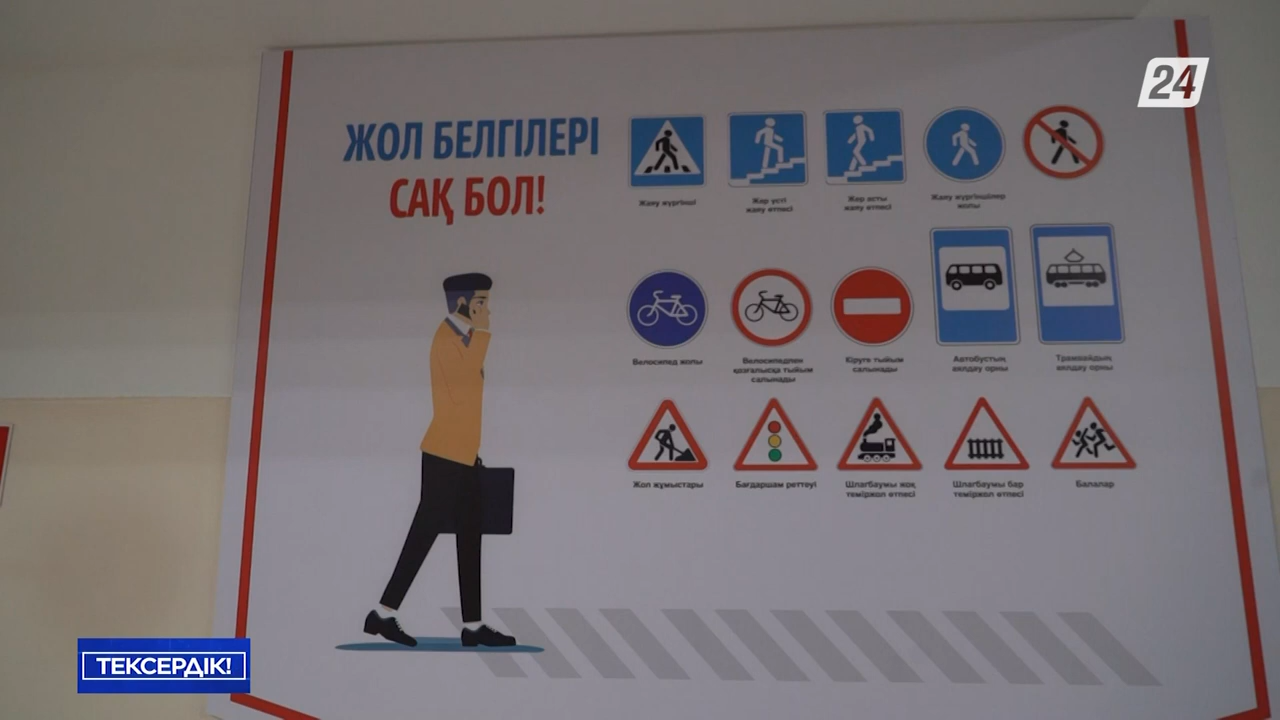 24
ЖОЛ БЕЛГІЛЕРІ
САҚ БОЛ!
Жаяу жүргінші
Жер үсті
жаяу өтпесі
Жер асты
жаяу өтпесі
Жаяу жүргіншілер
жолы
Велосипед жолы
Велосипедпен
қозғалысқа тыйым
салынады
Кіруге тыйым
салынады
Автобустың
аялдау орны
Трамвайдың
аялдау орны
Жол жұмыстары
Бағдаршам реттеуі
Шлагбаумы жоқ
теміржол өтпесі
Шлагбаумы бар
теміржол өтпесі
Балалар
ТЕКСЕРДІК!